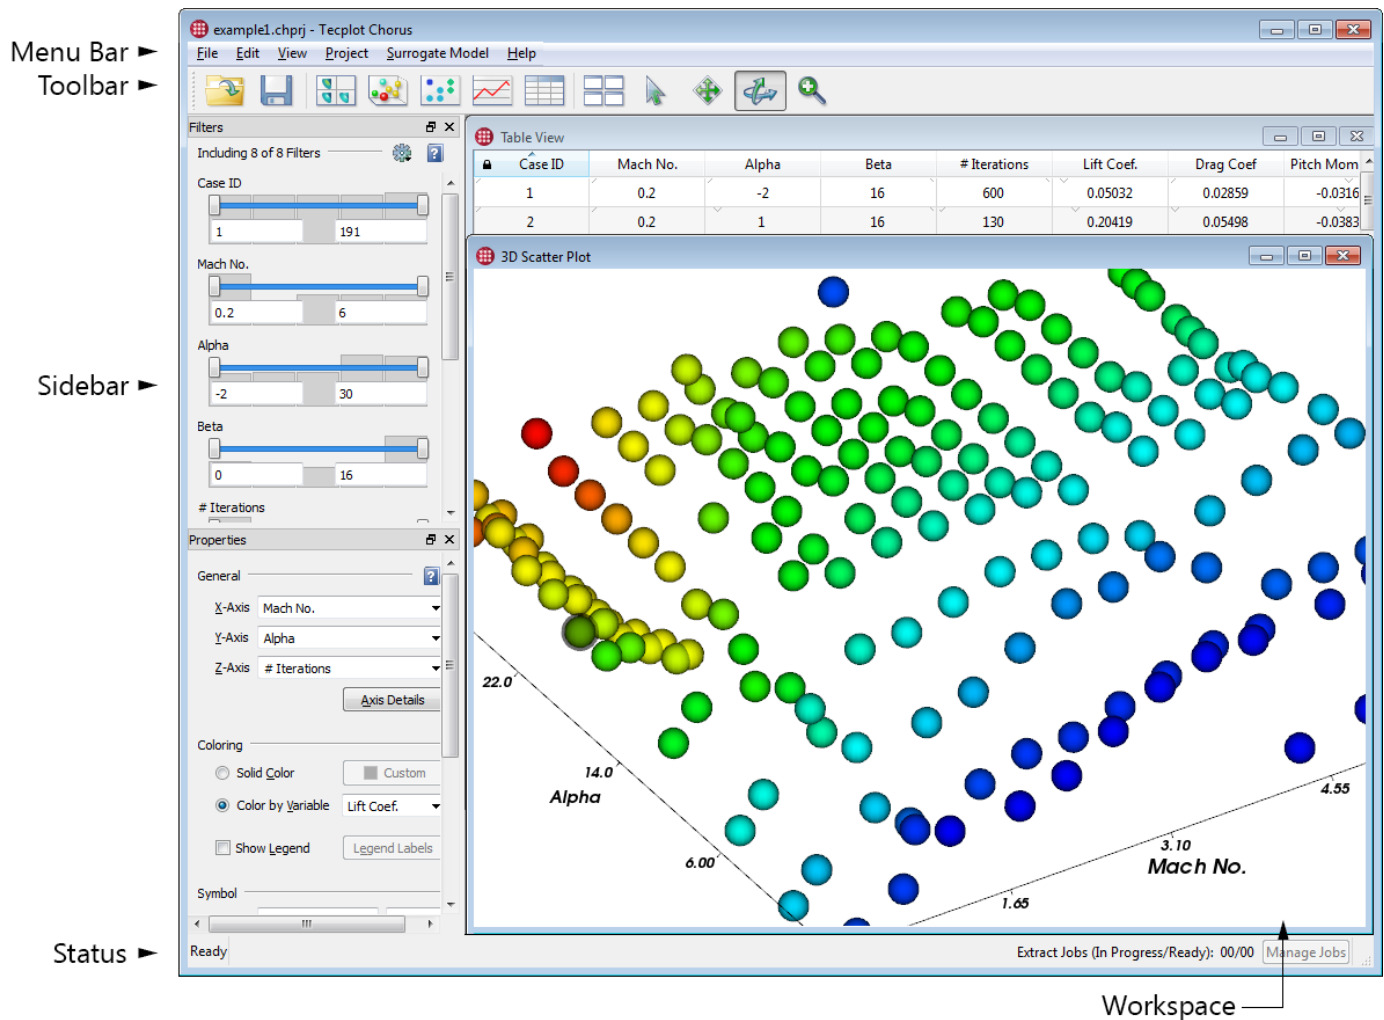 example1.chprj - Tecplot Chorus
Menu Bar
File Edit View Project Surrogate Model Help
Toolbar
Filters
Including 8 of 8 Filters
Case ID
1 191
Mach No.
0.2 6
Alpha
-2 30
Sidebar
Beta
0 16
# Iterations
Table View
Case ID Mach No. Alpha Beta # Iterations Lift Coef. Drag Coef Pitch Mom
1 0.2 -2 16 600 0.05032 0.02859 -0.0316
2 0.2 1 16 130 0.20419 0.05498 -0.0383
3D Scatter Plot
22.0
14.0
Alpha
6.00
4.55
3.10
Mach No.
1.65
Properties
General
X-Axis Mach No.
Y-Axis Alpha
Z-Axis # Iterations
Axis Details
Coloring
Solid Color Custom
Color by Variable Lift Coef.
Show Legend Legend Labels
Symbol
Status
Ready
Extract Jobs (In Progress/Ready): 00/00 Manage Jobs
Workspace